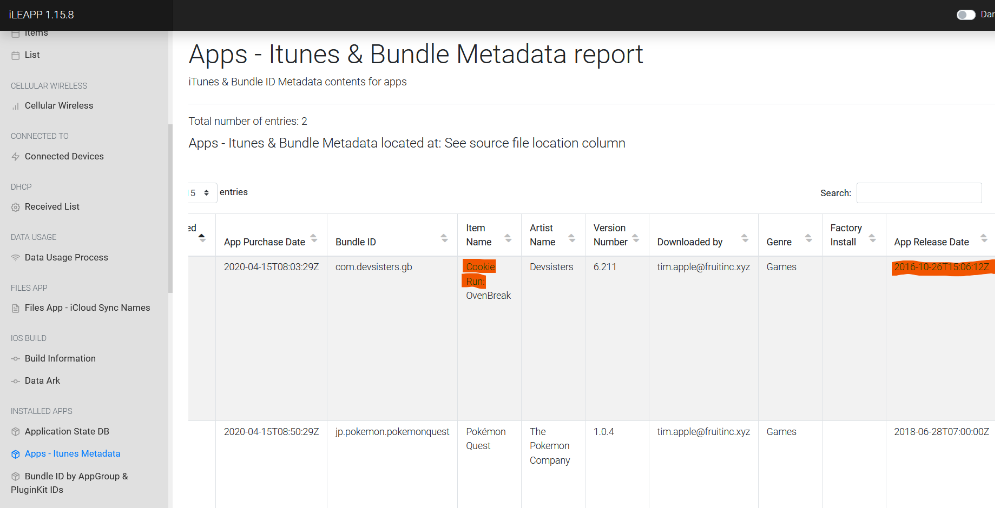 iLEAPP 1.15.8
Items
List
CELLULAR WIRELESS
Cellular Wireless
CONNECTED TO
Connected Devices
DHCP
Received List
DATA USAGE
Data Usage Process
FILES APP
Files App - iCloud Sync Names
IOS BUILD
Build Information
Data Ark
INSTALLED APPS
Application State DB
Apps - Itunes Metadata
Bundle ID by AppGroup &
PluginKit IDs
Dar
Apps - Itunes & Bundle Metadata report
iTunes & Bundle ID Metadata contents for apps
Total number of entries: 2
Apps - Itunes & Bundle Metadata located at: See source file location column
5 entries
Search:
ed App Purchase Date Bundle ID Item Name Artist Name Version Number Downloaded by Genre Factory Install App Release Date
2020-04-15T08:03:29Z com.devsisters.gb Cookie Devsisters 6.211 tim.apple@fruitinc.xyz Games 2016-10-26T15:06:12Z
Run:
OvenBreak
2020-04-15T08:50:29Z jp.pokemon.pokemonquest Pokémon The 1.0.4 tim.apple@fruitinc.xyz Games 2018-06-28T07:00:00Z
Quest Pokemon
Company